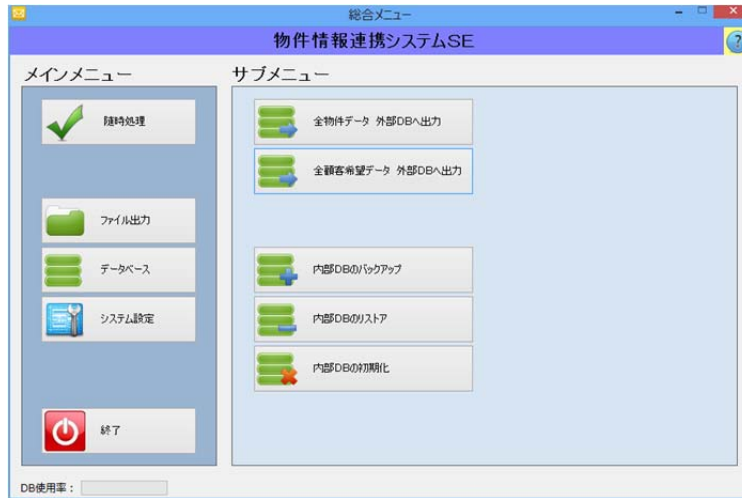 総合メニュー
物件情報連携システムSE
?
メインメニュー
サブメニュー
随時処理
ファイル出力
データベース
システム設定
終了
全物件データ 外部DBへ出力
全顧客希望データ 外部DBへ出力
内部DBのバックアップ
内部DBのリストア
内部DBの初期化
DB使用率：